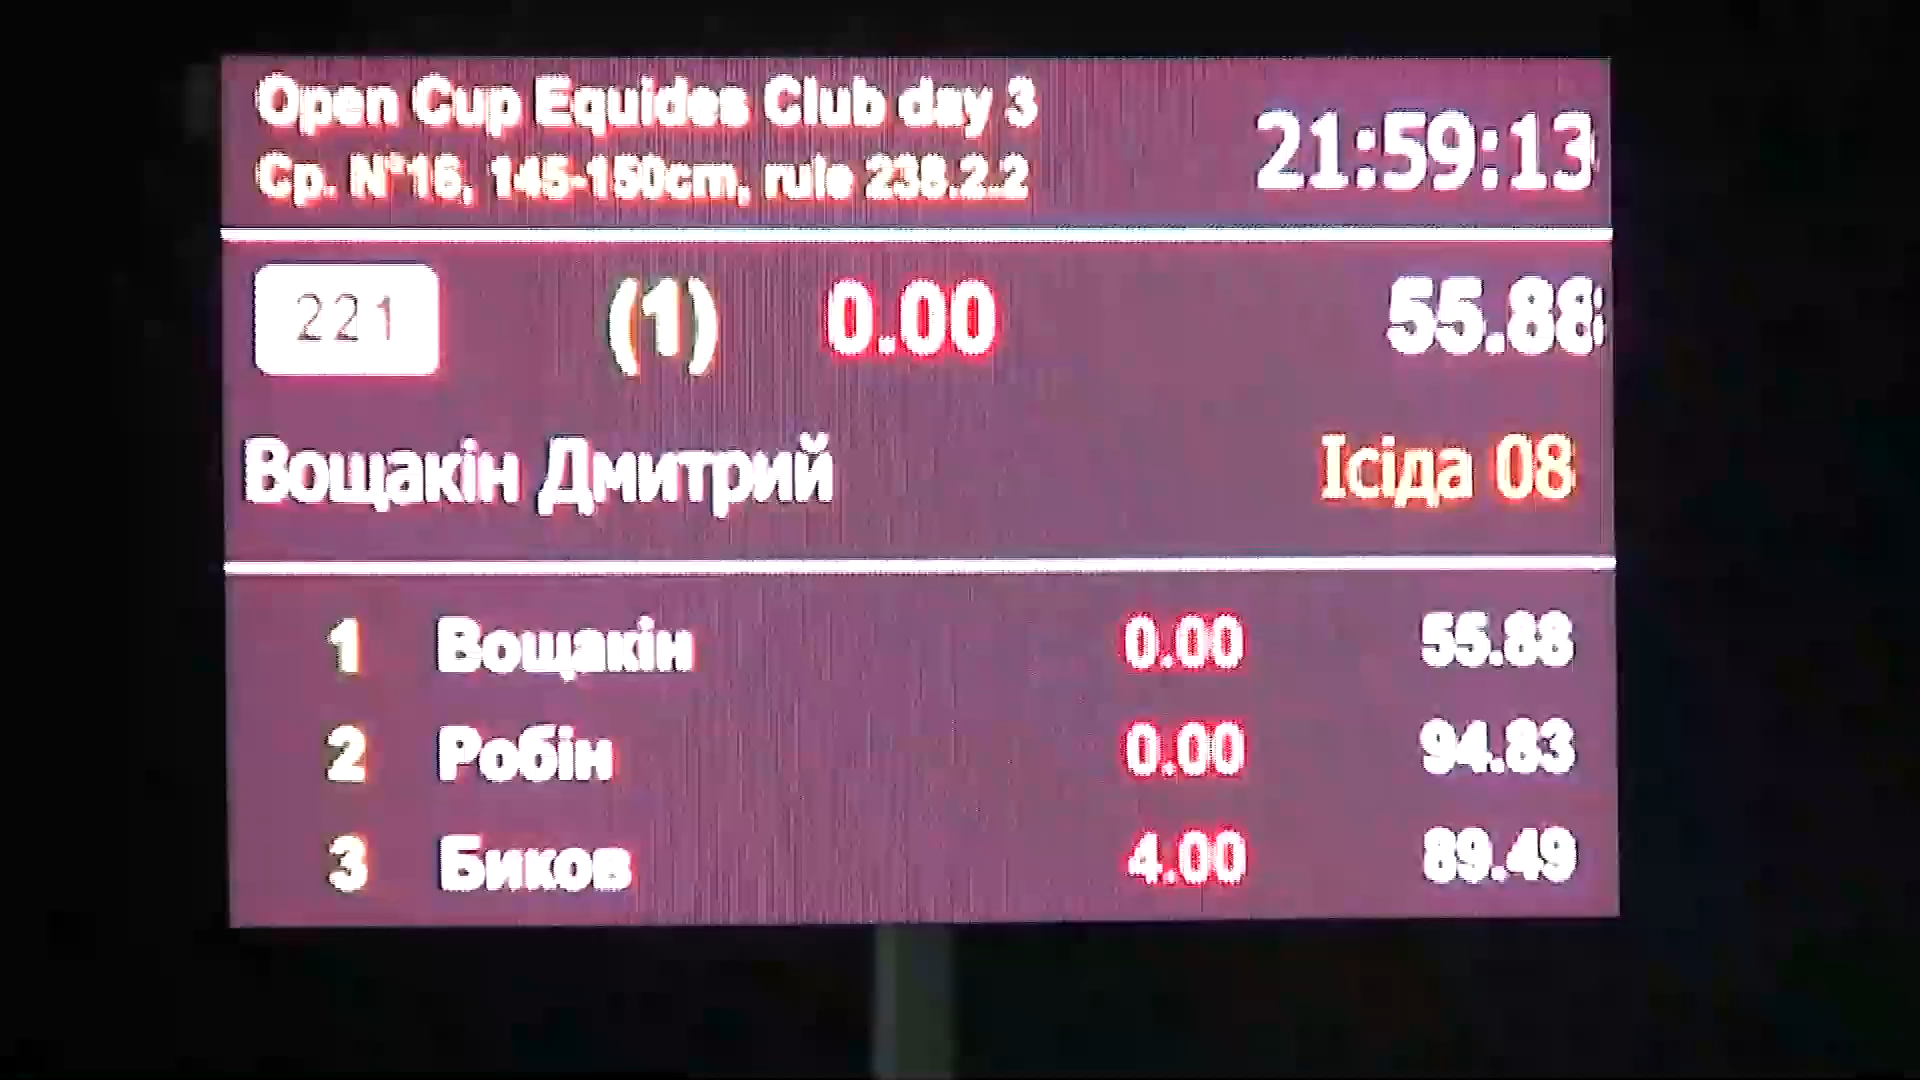 Open Cup Equides Club day 3
21:59:13
Ср. N°16, 145-150cm, rule 238.2.2
221 (1) 0.00 55.88
Вощакін Дмитрий Ісіда 08
1 Вощакін 0.00 55.88
2 Робін 0.00 94.83
3 Биков 4.00 89.49